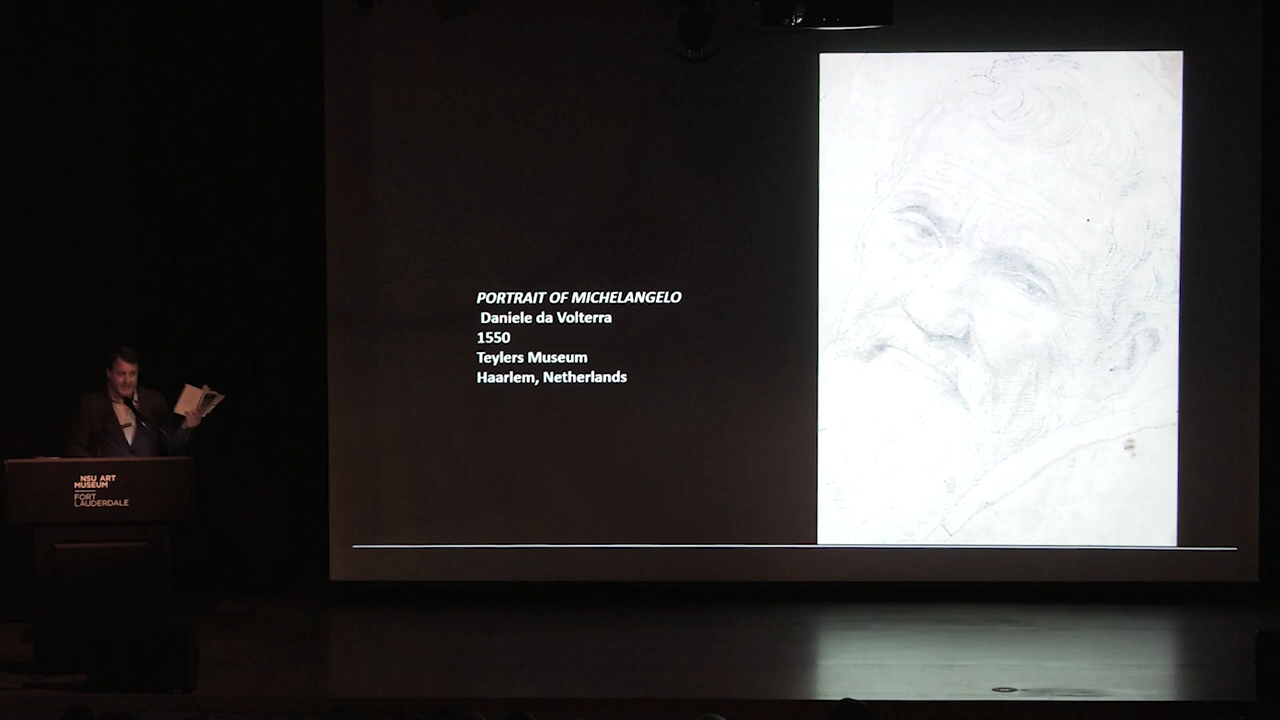 PORTRAIT OF MICHELANGELO
Daniele da Volterra
1550
Teylers Museum
Haarlem, Netherlands
NSU ART
MUSEUM
FORT
LAUDERDALE